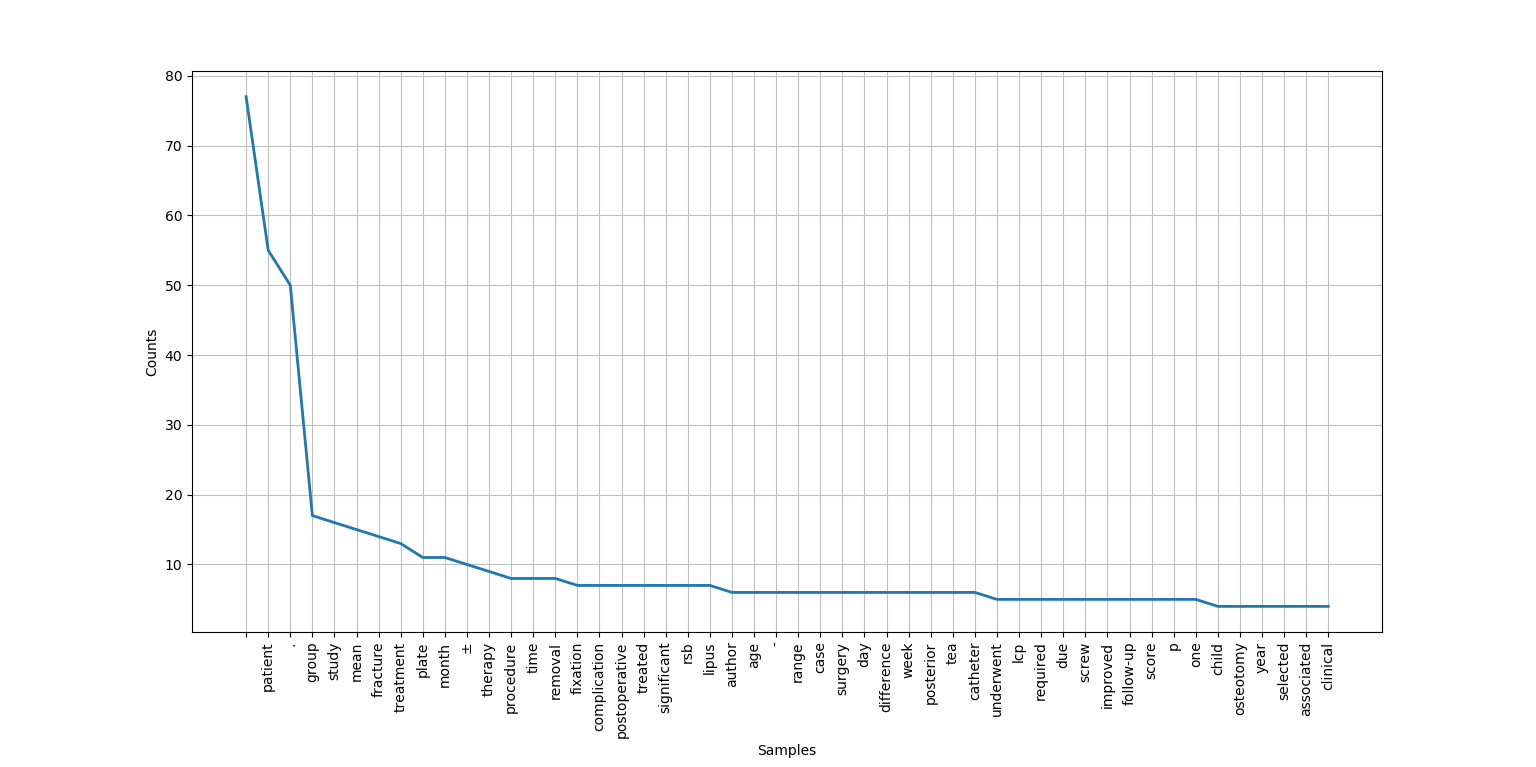 80
70
60
50
40
30
20
10
Counts
patient
.
group
study
mean
fracture
treatment
plate
month
±
therapy
procedure
time
removal
fixation
complication
postoperative
treated
significant
rsb
lipus
author
age
-
range
case
surgery
day
difference
week
posterior
tea
catheter
underwent
lcp
required
due
screw
improved
follow-up
score
p
one
child
osteotomy
year
selected
associated
clinical
Samples